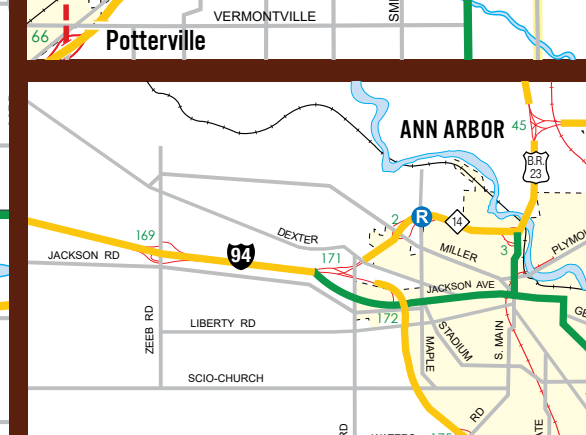 VERMONTVILLE
66
Potterville
ANN ARBOR
45
B.R.
23
14
2
R
169
DEXTER
MILLER
3
94
JACKSON RD
171
JACKSON AVE
172
ZEEB RD
LIBERTY RD
MAPLE
STADIUM
S. MAIN
SCIO-CHURCH
RD
RD